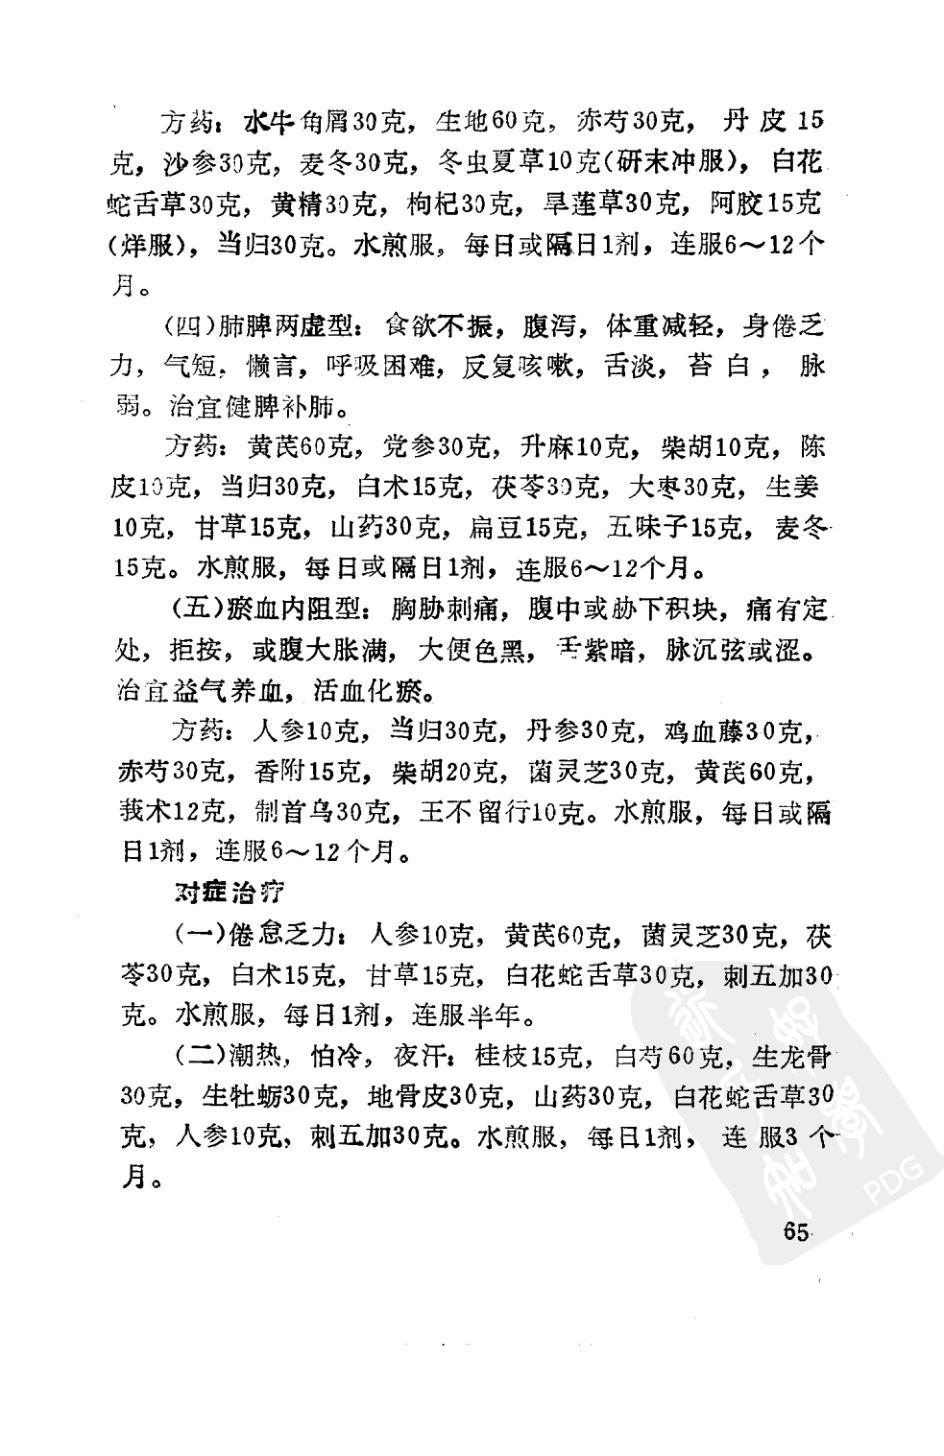 方药：水牛角屑30克，生地60克，赤芍30克，丹皮15
克，沙参30克，麦冬30克，冬虫夏草10克(研末冲服)，白花
蛇舌草30克，黄精30克，枸杞30克，旱莲草30克，阿胶15克
(烊服)，当归30克。水煎服，每日或隔日1剂，连服6～12个
月。
(四)肺脾两虚型：食欲不振，腹泻，体重减轻，身倦乏
力，气短，懒言，呼吸困难，反复咳嗽，舌淡，苔白，脉
弱。治宜健脾补肺。
方药：黄芪60克，党参30克，升麻10克，柴胡10克，陈
皮10克，当归30克，白术15克，茯苓30克，大枣30克，生姜
10克，甘草15克，山药30克，扁豆15克，五味子15克，麦冬
15克。水煎服，每日或隔日1剂，连服6～12个月。
(五)瘀血内阻型：胸胁刺痛，腹中或胁下积块，痛有定
处，拒按，或腹大胀满，大便色黑，舌紫暗，脉沉弦或涩。
治宜益气养血，活血化瘀。
方药：人参10克，当归30克，丹参30克，鸡血藤30克，
赤芍30克，香附15克，柴胡20克，菌灵芝30克，黄芪60克，
莪术12克，制首乌30克，王不留行10克。水煎服，每日或隔
日1剂，连服6～12个月。
对症治疗
(一)倦怠乏力：人参10克，黄芪60克，菌灵芝30克，茯
苓30克，白术15克，甘草15克，白花蛇舌草30克，刺五加30
克。水煎服，每日1剂，连服半年。
(二)潮热，怕冷，夜汗：桂枝15克，白芍60克，生龙骨
30克，生牡蛎30克，地骨皮30克，山药30克，白花蛇舌草30
克，人参10克，刺五加30克。水煎服，每日1剂，连服3个
月。
65
PDG